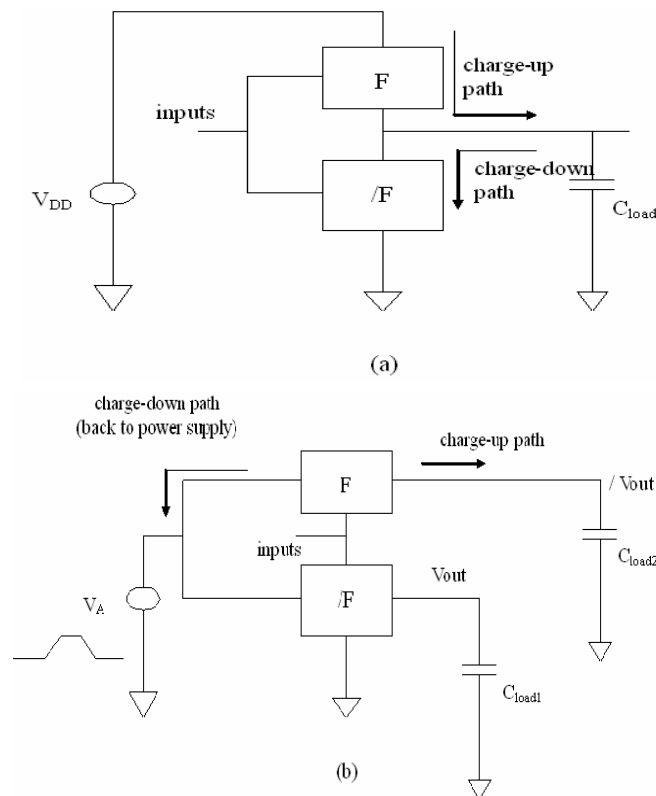 F
charge-up
path
inputs
/F
charge-down
path
V_DD
C_load
(a)
charge-down path
(back to power supply)
charge-up path
F
/ Vout
inputs
C_load2
/F
Vout
V_A
C_load1
(b)